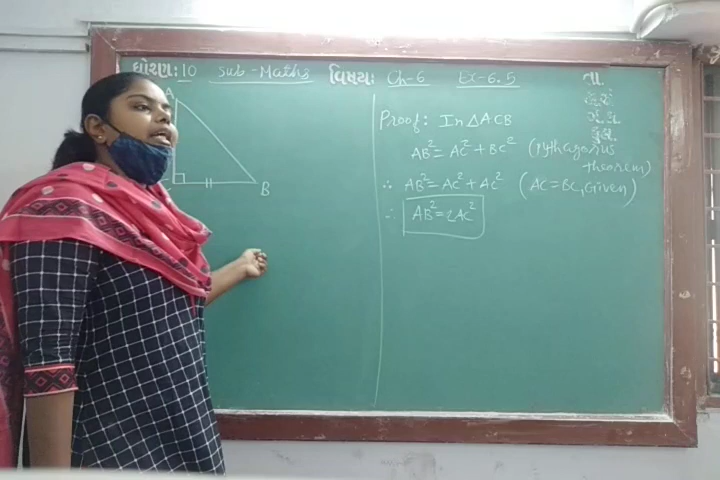 ધોરણ: 10 Sub-Maths વિષય: Ch-6 Ex-6.5 તા.
A
C
B
Proof: In △ACB
AB² = AC² + BC² (Pythagorus theorem)
∴ AB² = AC² + AC² (AC = BC, Given)
∴ AB² = 2AC²